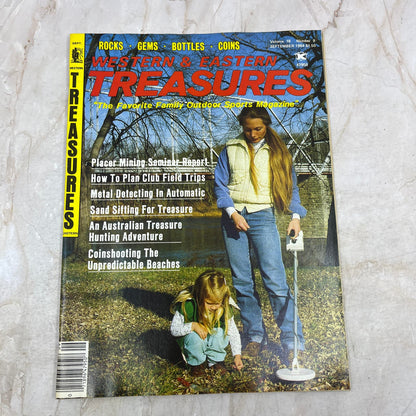 ROCKS · GEMS · BOTTLES · COINS
SEPTEMBER 1984
WESTERN & EASTERN
TREASURES
"The Favorite Family Outdoor Sports Magazine"
TREASURES
Placer Mining Seminar Report
How To Plan Club Field Trips
Metal Detecting In Automatic
Sand Sifting For Treasure
An Australian Treasure
Hunting Adventure
Coinshooting The
Unpredictable Beaches